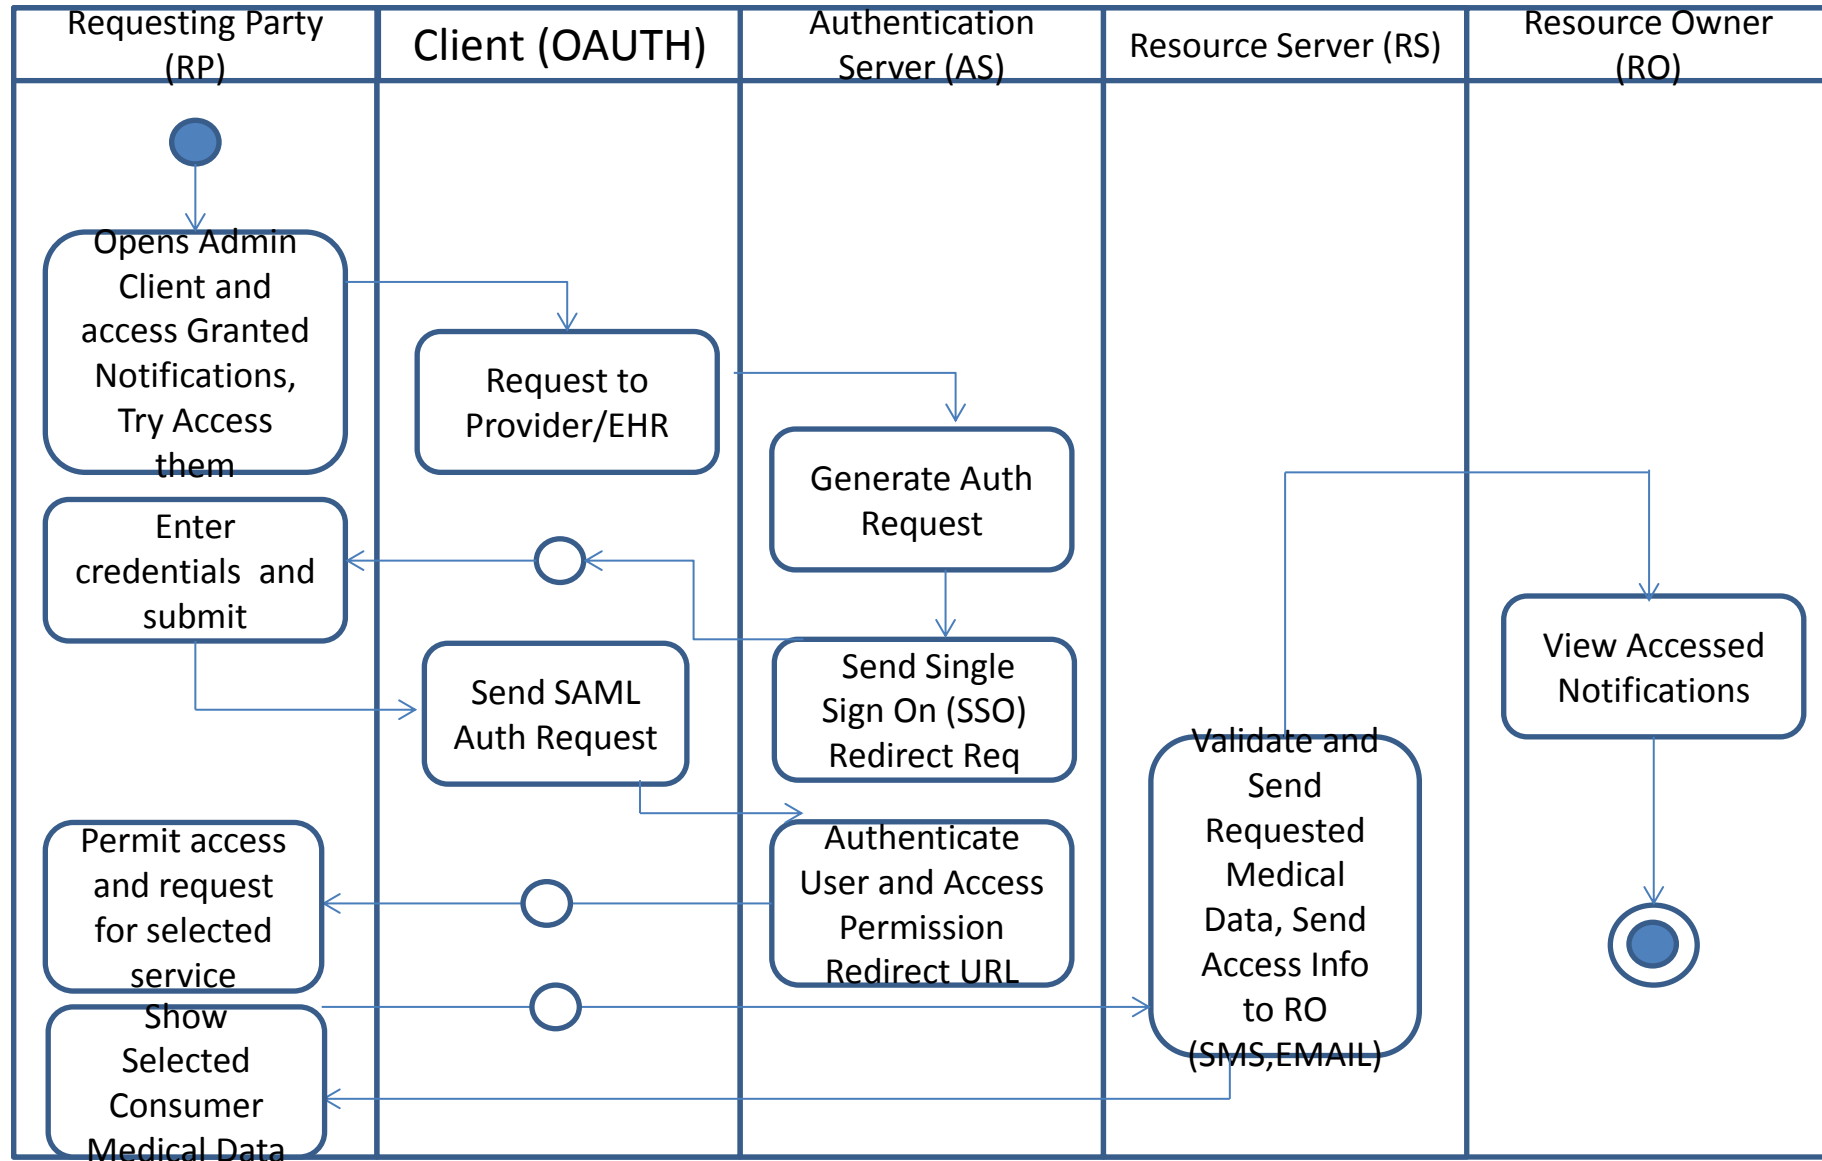 Requesting Party
(RP)
Client (OAUTH)
Authentication
Server (AS)
Resource Server (RS)
Resource Owner
(RO)
Opens Admin
Client and
access Granted
Notifications,
Try Access
them
Request to
Provider/EHR
Generate Auth
Request
Enter
credentials  and
submit
Send SAML
Auth Request
Send Single
Sign On (SSO)
Redirect Req
View Accessed
Notifications
Validate and
Send
Requested
Medical
Data, Send
Access Info
to RO
(SMS,EMAIL)
Authenticate
User and Access
Permission
Redirect URL
Permit access
and request
for selected
service
Show
Selected
Consumer
Medical Data